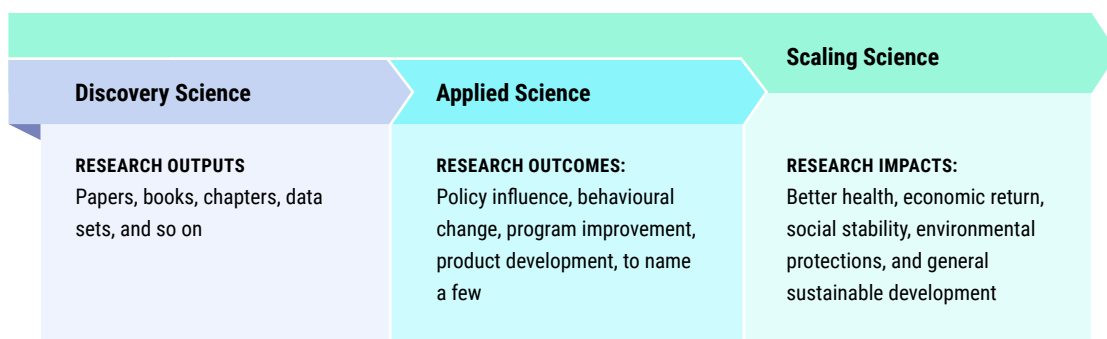 Scaling Science
Discovery Science
Applied Science
RESEARCH OUTPUTS
Papers, books, chapters, data
sets, and so on
RESEARCH OUTCOMES:
Policy influence, behavioural
change, program improvement,
product development, to name
a few
RESEARCH IMPACTS:
Better health, economic return,
social stability, environmental
protections, and general
sustainable development